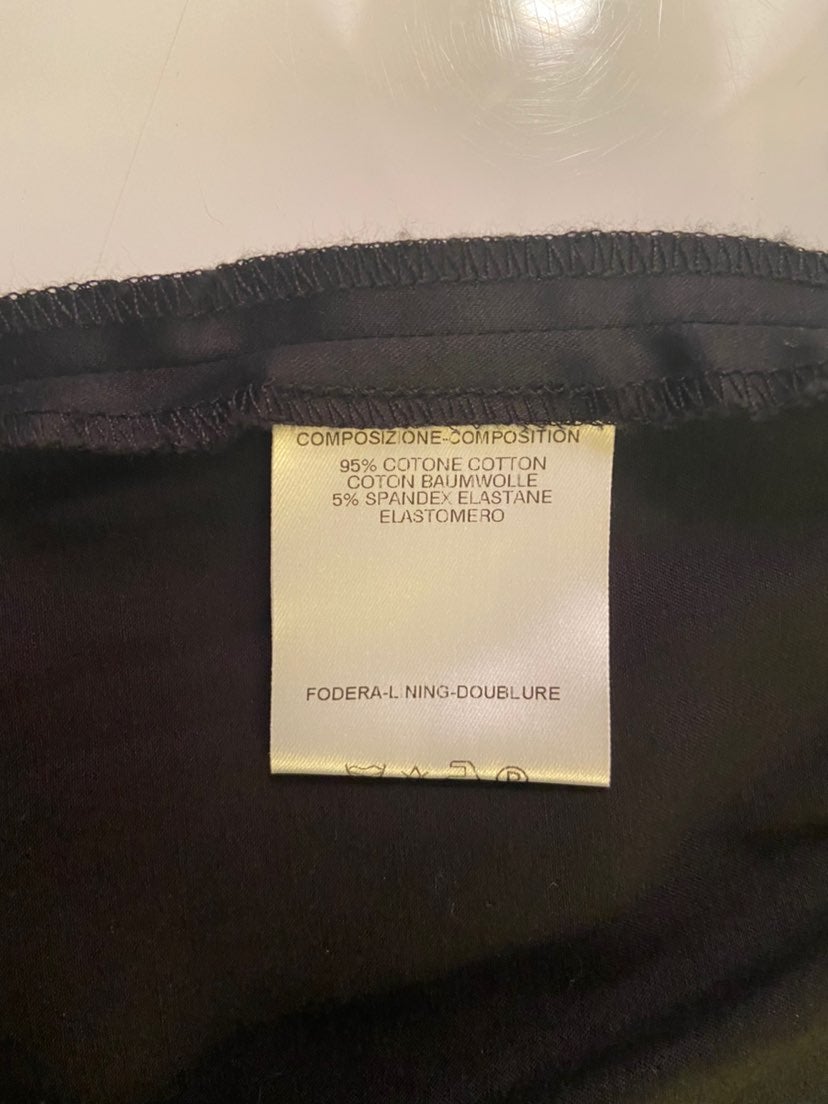 COMPOSIZIONE-COMPOSITION
95% COTONE COTTON
COTON BAUMWOLLE
5% SPANDEX ELASTANE
ELASTOMERO
FODERA-LINING-DOUBLURE
P